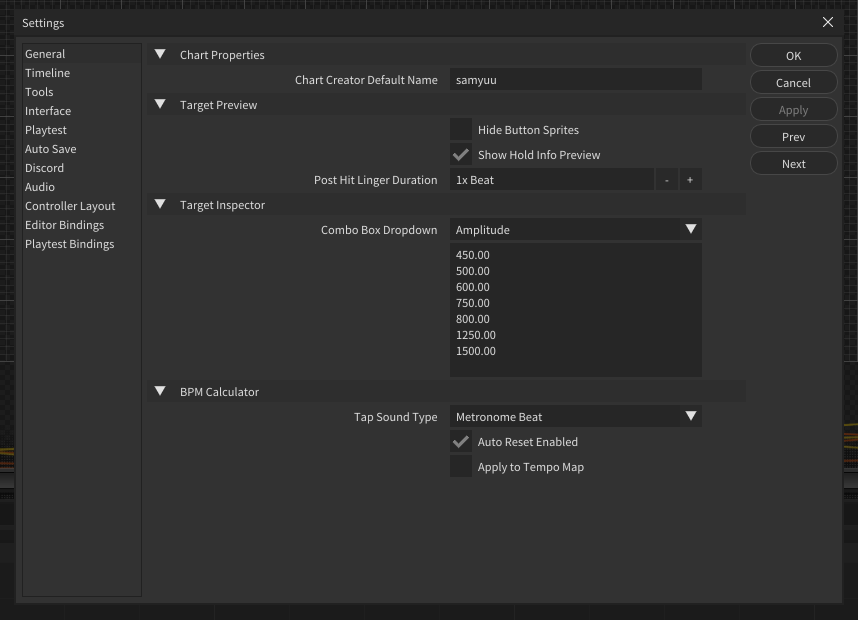 Settings
General
Timeline
Tools
Interface
Playtest
Auto Save
Discord
Audio
Controller Layout
Editor Bindings
Playtest Bindings
Chart Properties
Chart Creator Default Name samyuu
Target Preview
Hide Button Sprites
Show Hold Info Preview
Post Hit Linger Duration 1x Beat - +
Target Inspector
Combo Box Dropdown Amplitude
450.00
500.00
600.00
750.00
800.00
1250.00
1500.00
BPM Calculator
Tap Sound Type Metronome Beat
Auto Reset Enabled
Apply to Tempo Map
OK
Cancel
Apply
Prev
Next